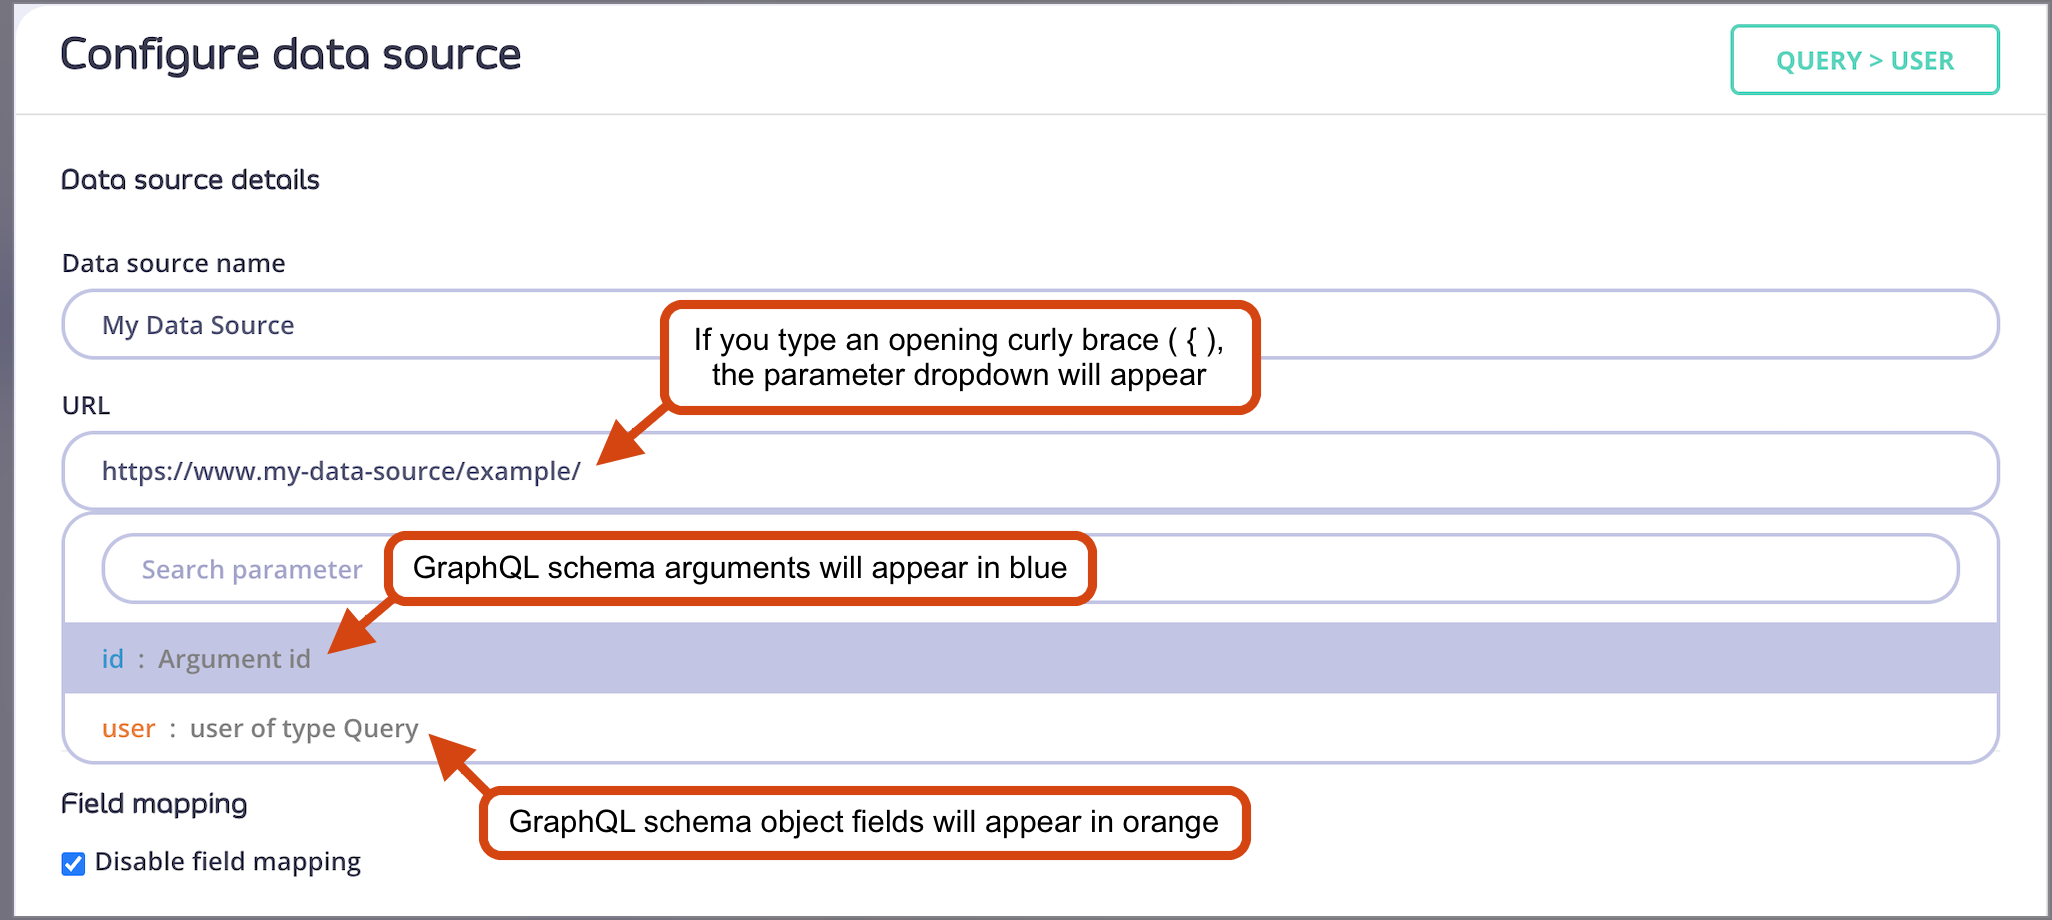 Configure data source
QUERY > USER
Data source details
Data source name
My Data Source
If you type an opening curly brace ( { ),
the parameter dropdown will appear
URL
https://www.my-data-source/example/
Search parameter
GraphQL schema arguments will appear in blue
id : Argument id
user : user of type Query
GraphQL schema object fields will appear in orange
Field mapping
Disable field mapping